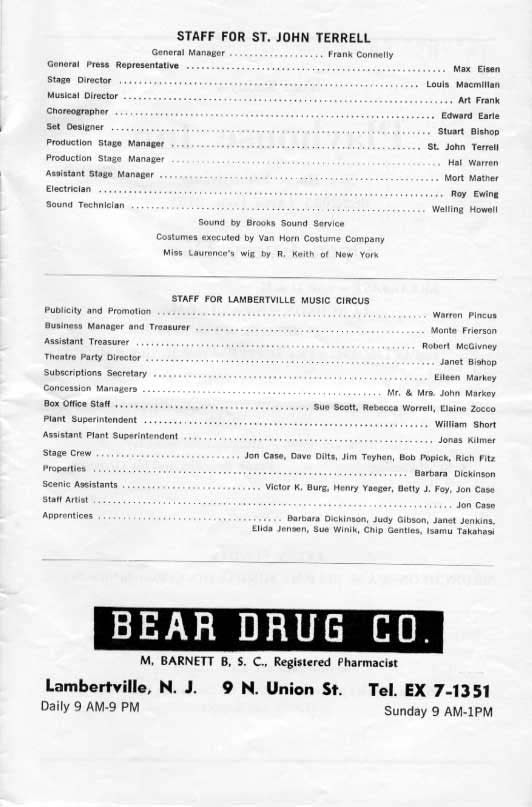 STAFF FOR ST. JOHN TERRELL
General Manager .................. Frank Connelly
General Press Representative .................. Max Eisen
Stage Director .................. Louis Macmillan
Musical Director .................. Art Frank
Choreographer .................. Edward Earle
Set Designer .................. Stuart Bishop
Production Stage Manager .................. St. John Terrell
Production Stage Manager .................. Hal Warren
Assistant Stage Manager .................. Mort Mather
Electrician .................. Roy Ewing
Sound Technician .................. Welling Howell
Sound by Brooks Sound Service
Costumes executed by Van Horn Costume Company
Miss Laurence's wig by R. Keith of New York
STAFF FOR LAMBERTVILLE MUSIC CIRCUS
Publicity and Promotion .................. Warren Pincus
Business Manager and Treasurer .................. Monte Frierson
Assistant Treasurer .................. Robert McGivney
Theatre Party Director .................. Janet Bishop
Subscriptions Secretary .................. Eileen Markey
Concession Managers .................. Mr. & Mrs. John Markey
Box Office Staff .................. Sue Scott, Rebecca Worrell, Elaine Zocco
Plant Superintendent .................. William Short
Assistant Plant Superintendent .................. Jonas Kilmer
Stage Crew .................. Jon Case, Dave Dilts, Jim Teyhen, Bob Popick, Rich Fitz
Properties .................. Barbara Dickinson
Scenic Assistants .................. Victor K. Burg, Henry Yaeger, Betty J. Foy, Jon Case
Staff Artist .................. Jon Case
Apprentices .................. Barbara Dickinson, Judy Gibson, Janet Jenkins,
Elida Jensen, Sue Winik, Chip Gentles, Isamu Takahasi
BEAR DRUG CO.
M, BARNETT B, S. C., Registered Pharmacist
Lambertville, N. J. 9 N. Union St. Tel. EX 7-1351
Daily 9 AM-9 PM Sunday 9 AM-1PM